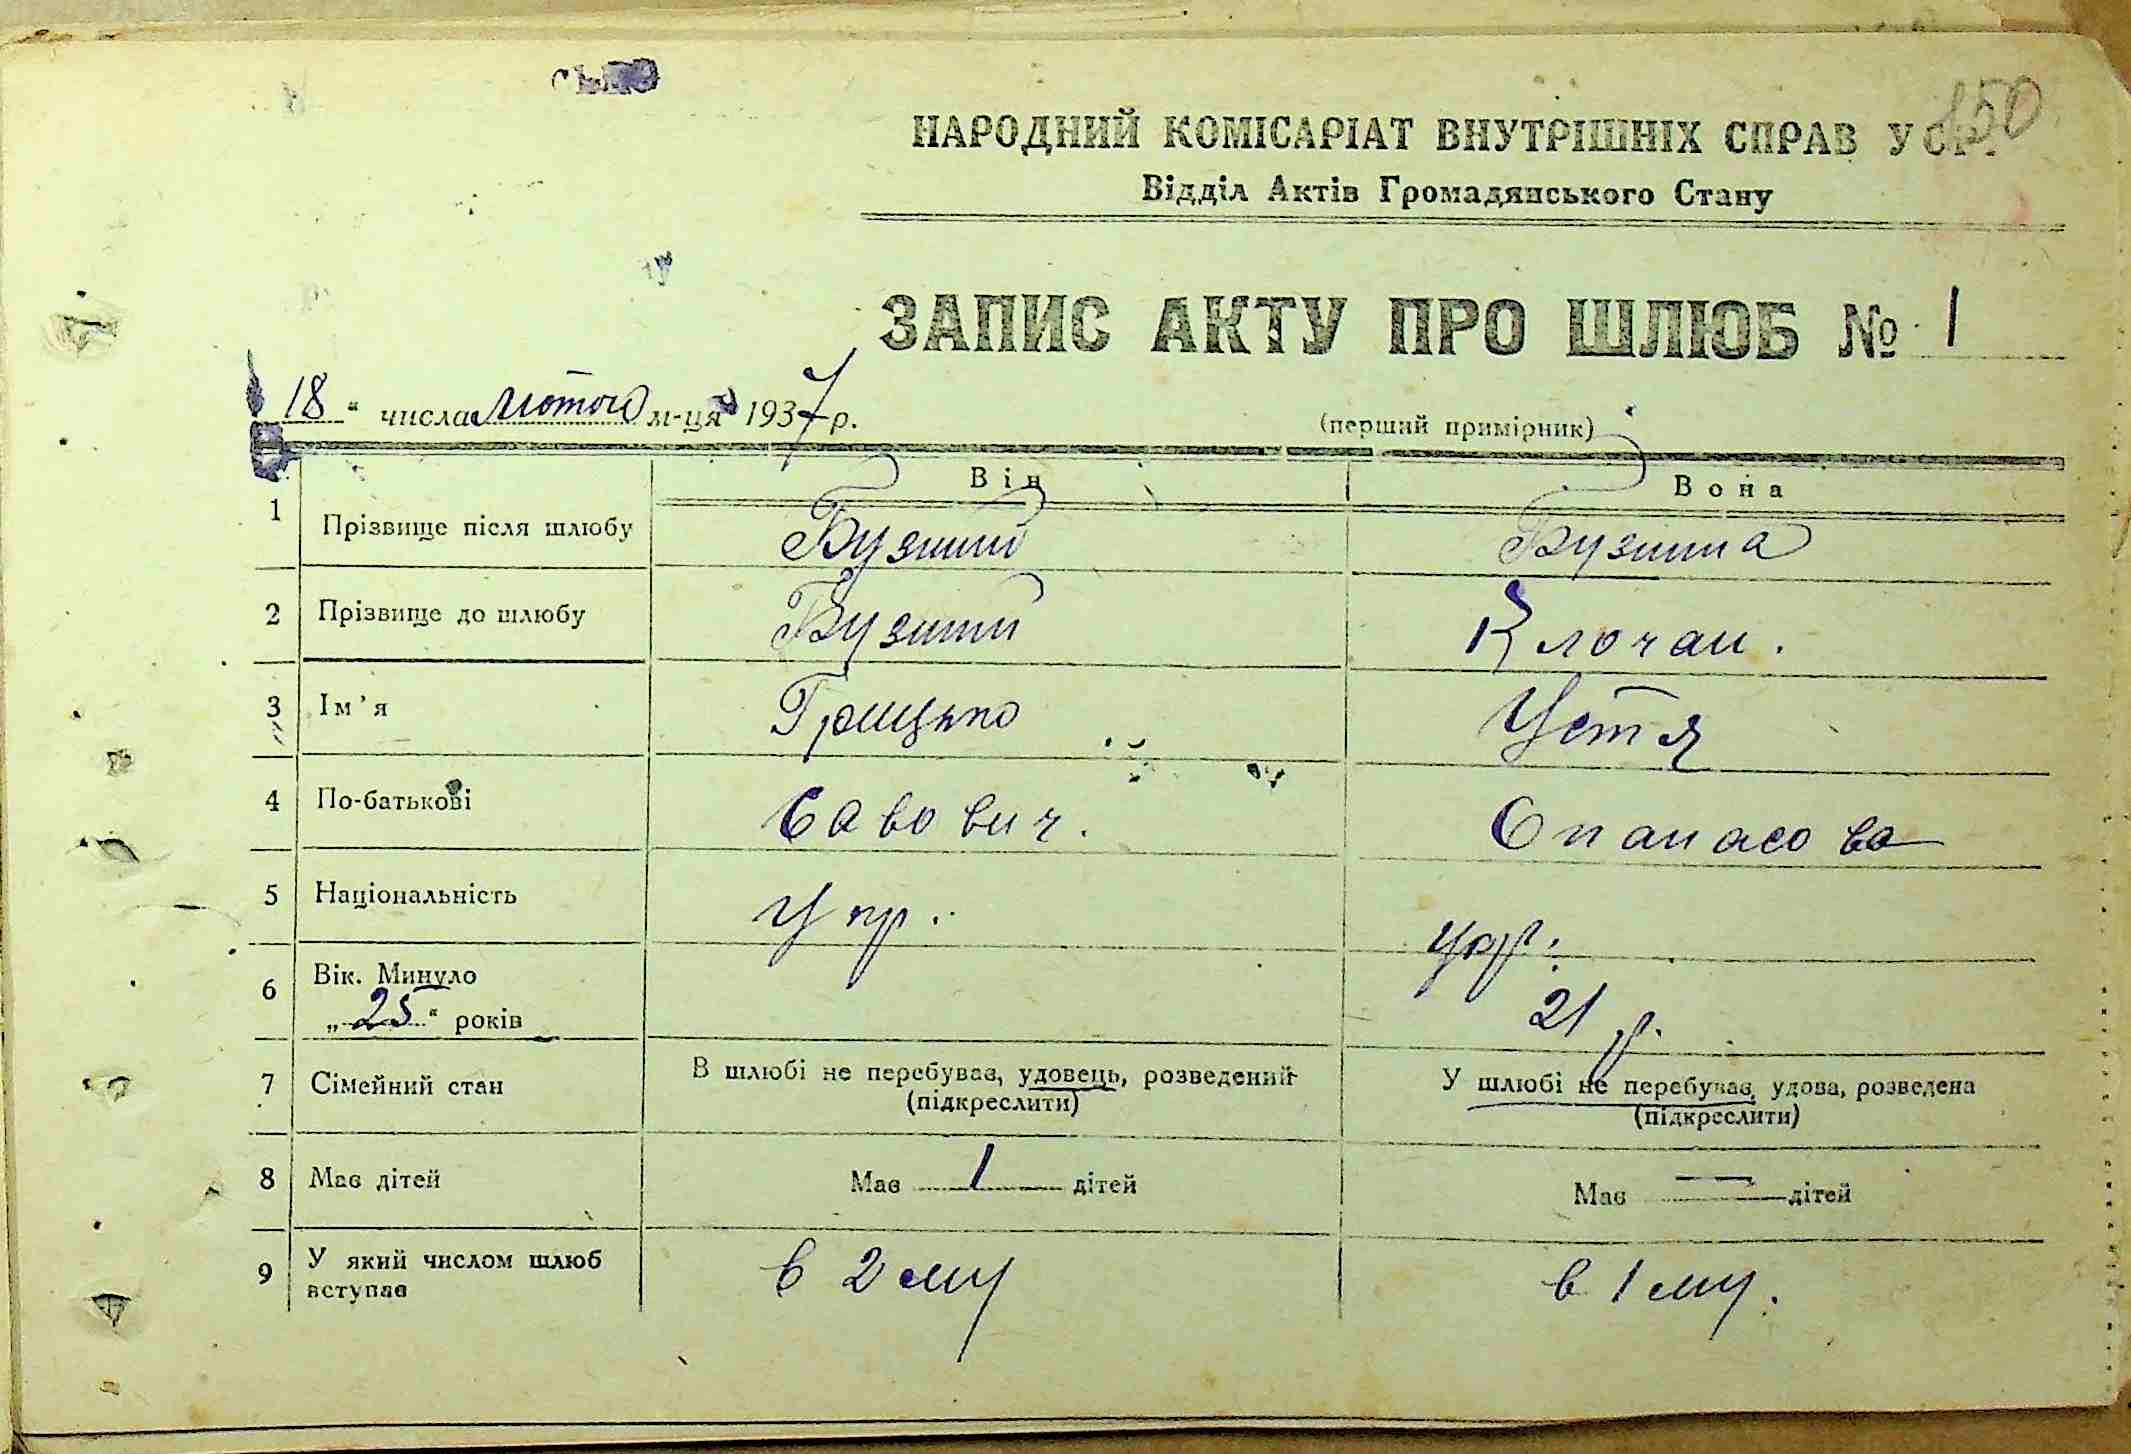 150
НАРОДНИЙ КОМІСАРІАТ ВНУТРІШНІХ СПРАВ УСР
Відділ Актів Громадянського Стану
ЗАПИС АКТУ ПРО ШЛЮБ № 1
18 " числа лютого м-ця 1937 р.
(перший примірник)
Він Вона
1 Прізвище після шлюбу Бузиний Бузина
2 Прізвище до шлюбу Бузиний Клочан.
3 Ім'я Грицько Устя
4 По-батькові Савович. Опанасова
5 Національність Укр. укр.
6 Вік. Минуло
„ 25 " років 21 р.
7 Сімейний стан В шлюбі не перебував, удовець, розведений У шлюбі не перебував, удова, розведена
(підкреслити) (підкреслити)
8 Має дітей Має 1 дітей Має — дітей
9 У який числом шлюб
вступає в 2 му в 1 му.